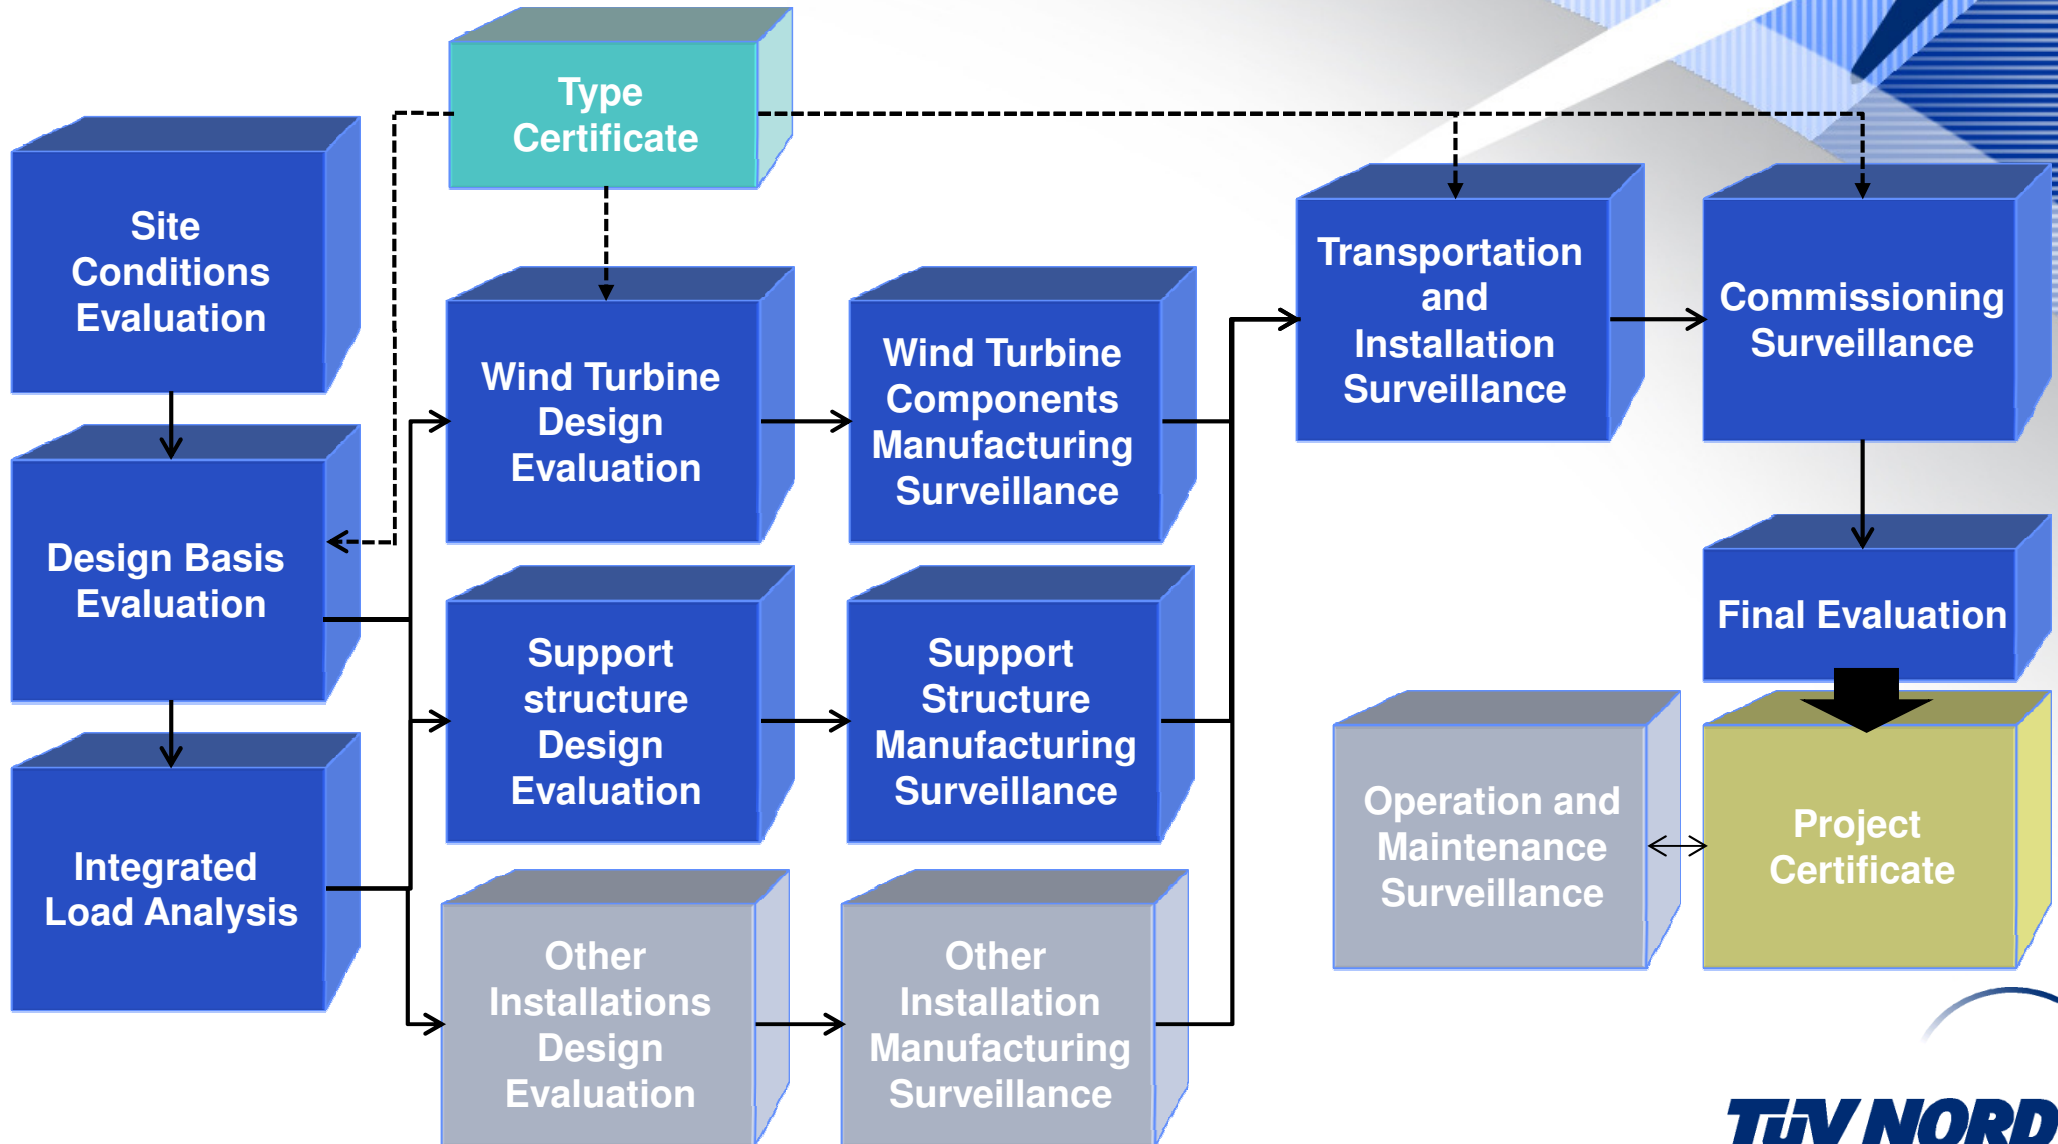 Type
Certificate
Site
Conditions
Evaluation
Design Basis
Evaluation
Integrated
Load Analysis
Wind Turbine
Design
Evaluation
Wind Turbine
Components
Manufacturing
Surveillance
Support
structure
Design
Evaluation
Support
Structure
Manufacturing
Surveillance
Other
Installations
Design
Evaluation
Other
Installation
Manufacturing
Surveillance
Transportation
and
Installation
Surveillance
Commissioning
Surveillance
Final Evaluation
Operation and
Maintenance
Surveillance
Project
Certificate
TÜV NORD